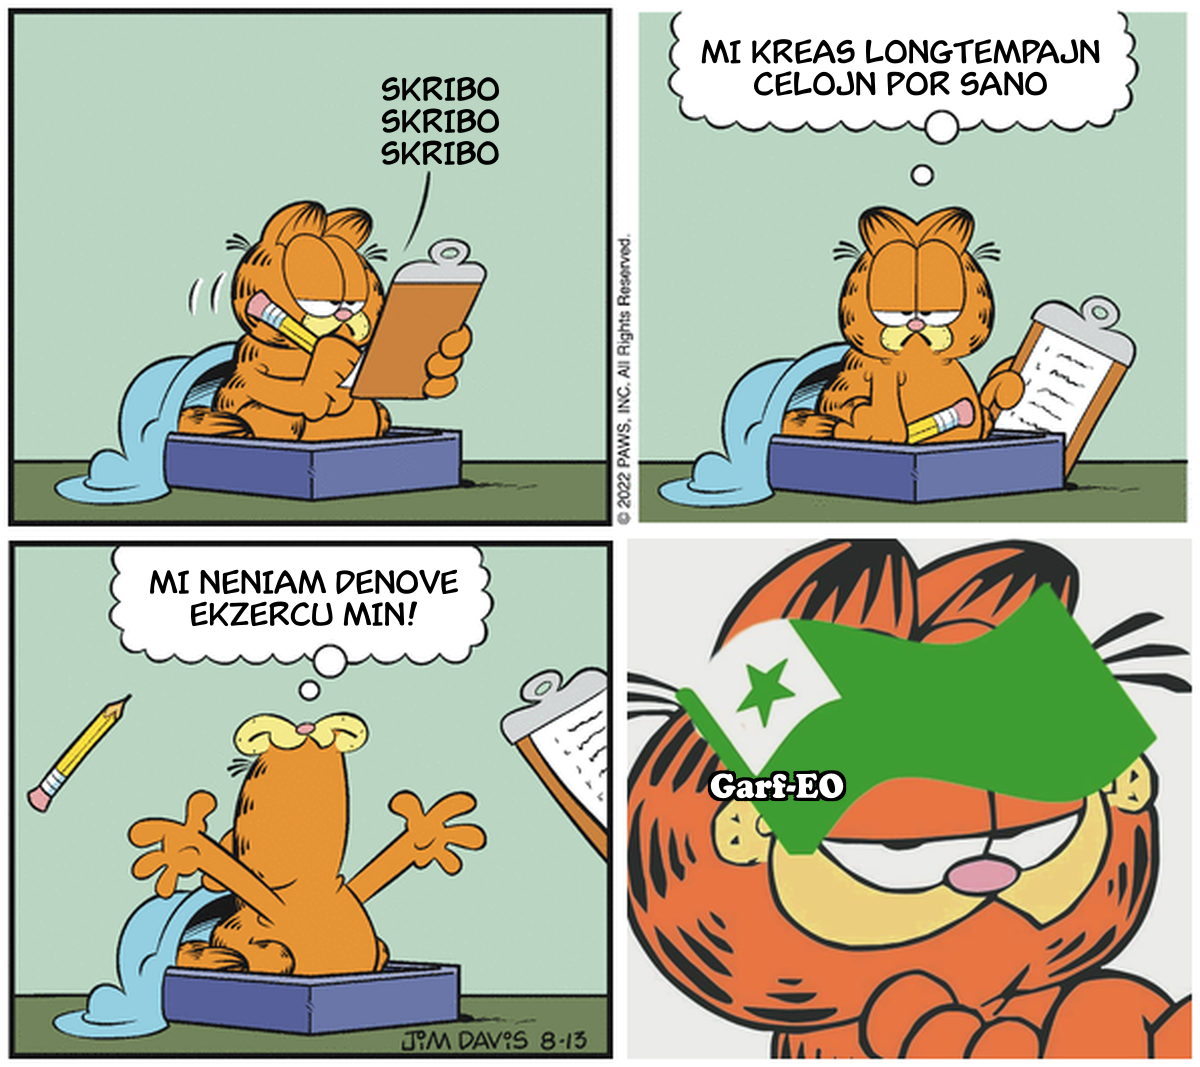 SKRIBO
SKRIBO
SKRIBO
MI KREAS LONGTEMPAJN
CELOJN POR SANO
© 2022 PAWS, INC. All Rights Reserved.
MI NENIAM DENOVE
EKZERCU MIN!
JIM DAVIS 8-13
Garf-EO